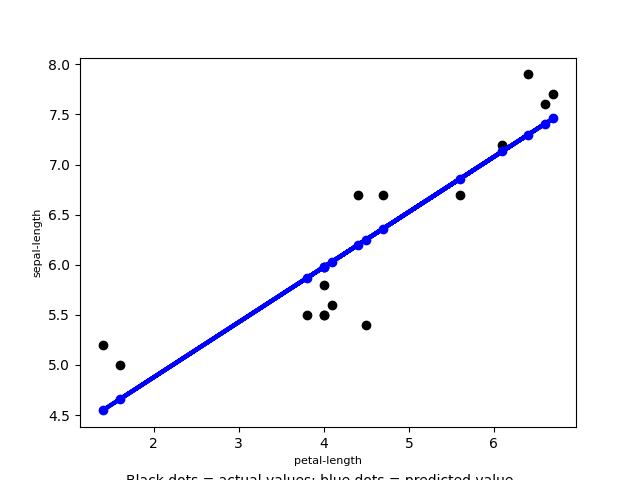 8.0
7.5
7.0
6.5
6.0
5.5
5.0
4.5
sepal-length
2 3 4 5 6
petal-length
Black dots = actual values; blue dots = predicted value